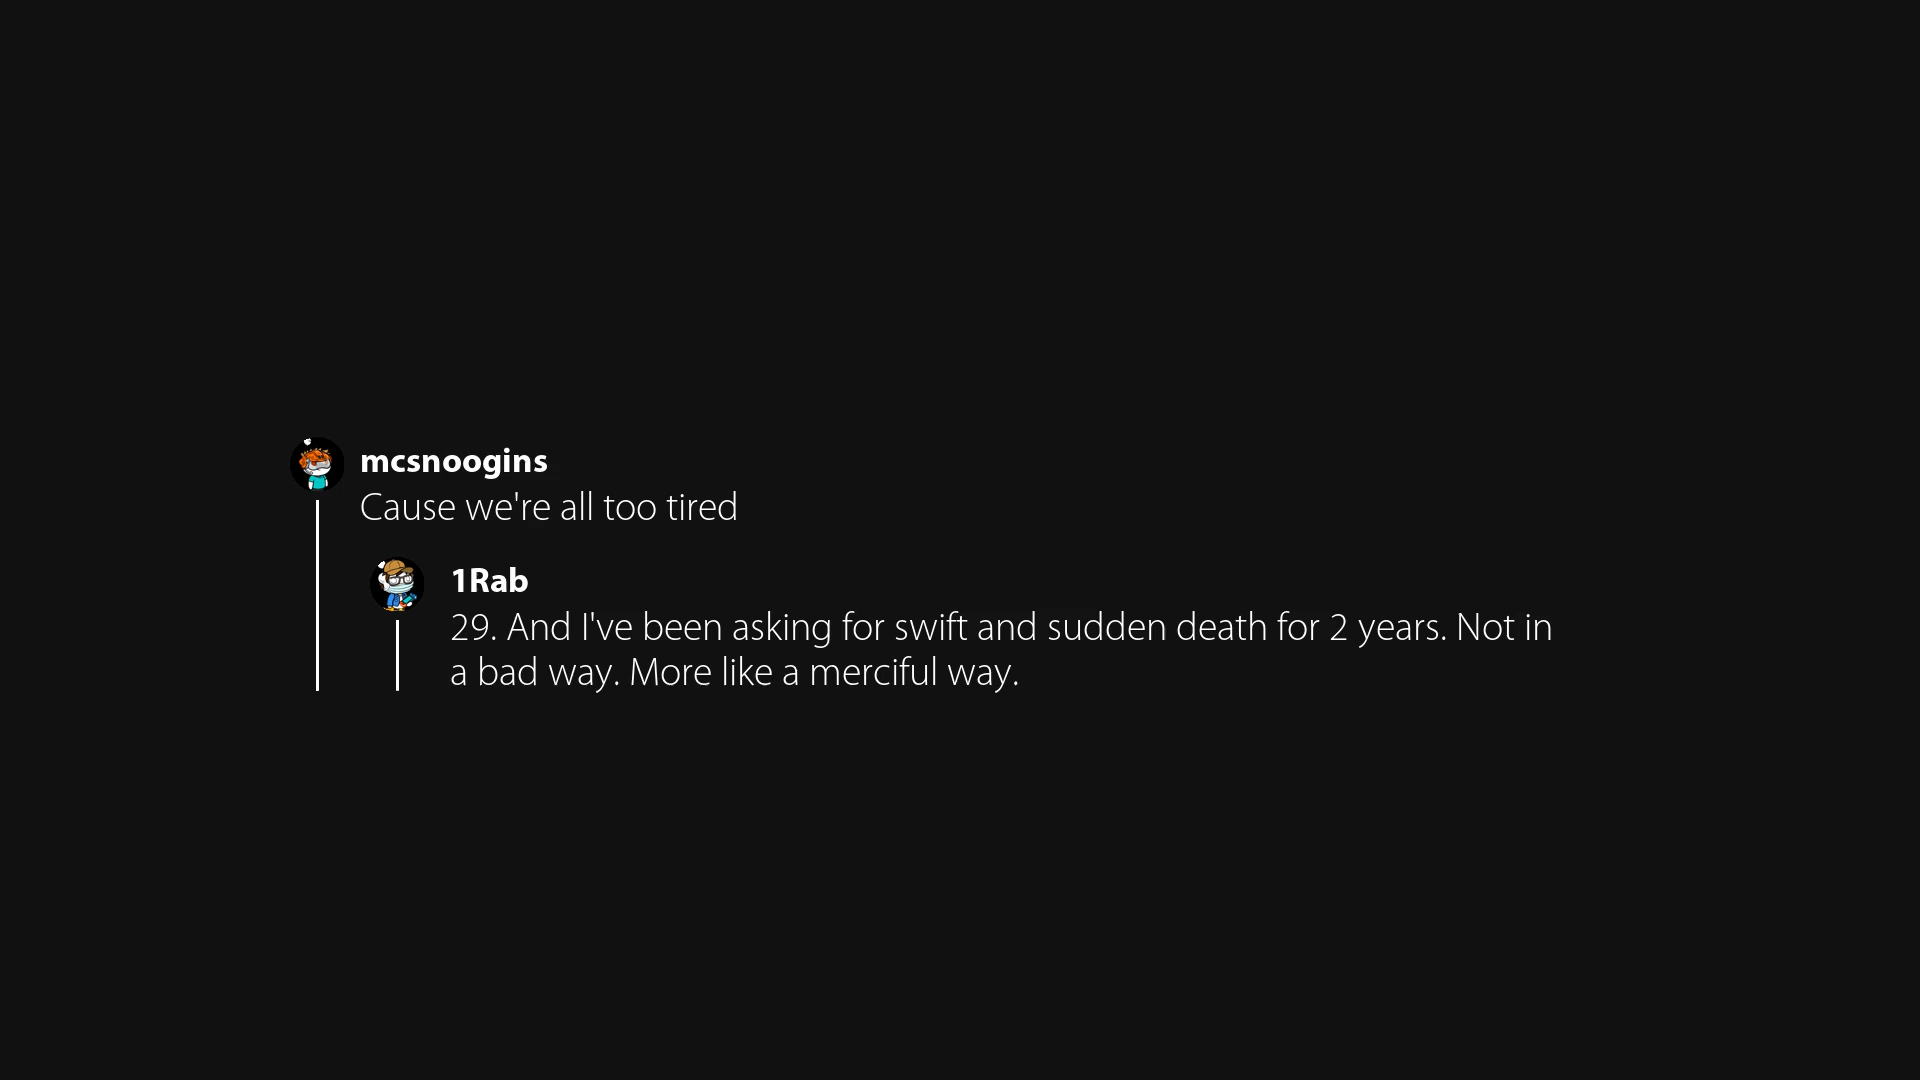 mcsnoogins
Cause we're all too tired
1Rab
29. And I've been asking for swift and sudden death for 2 years. Not in
a bad way. More like a merciful way.